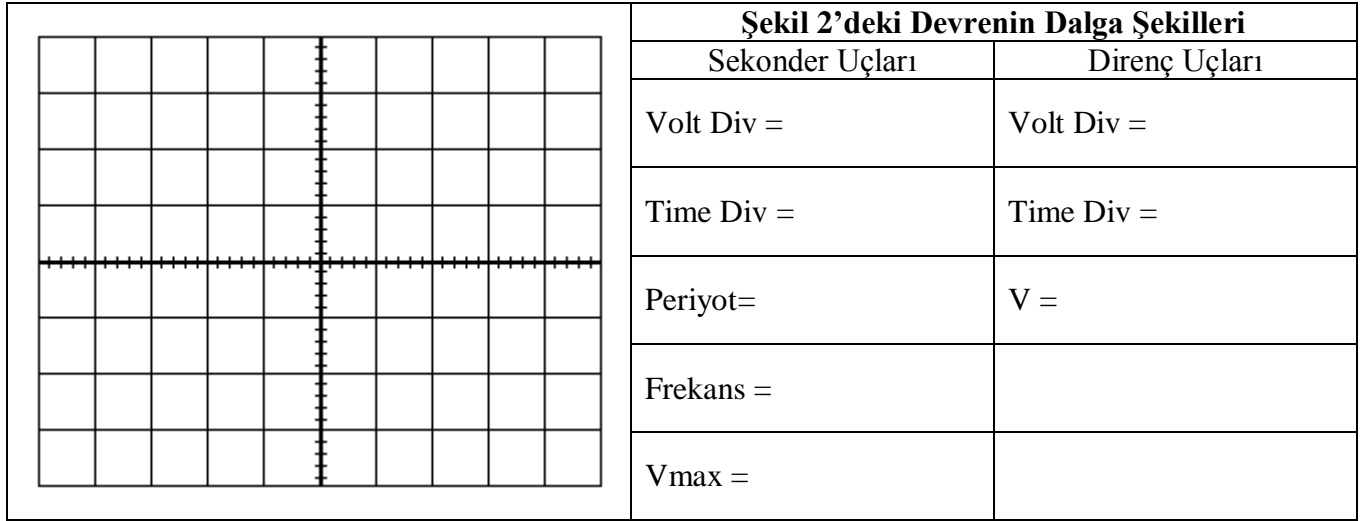 Şekil 2’deki Devrenin Dalga Şekilleri
Sekonder Uçları Direnç Uçları
Volt Div = Volt Div =
Time Div = Time Div =
Periyot= V =
Frekans =
Vmax =